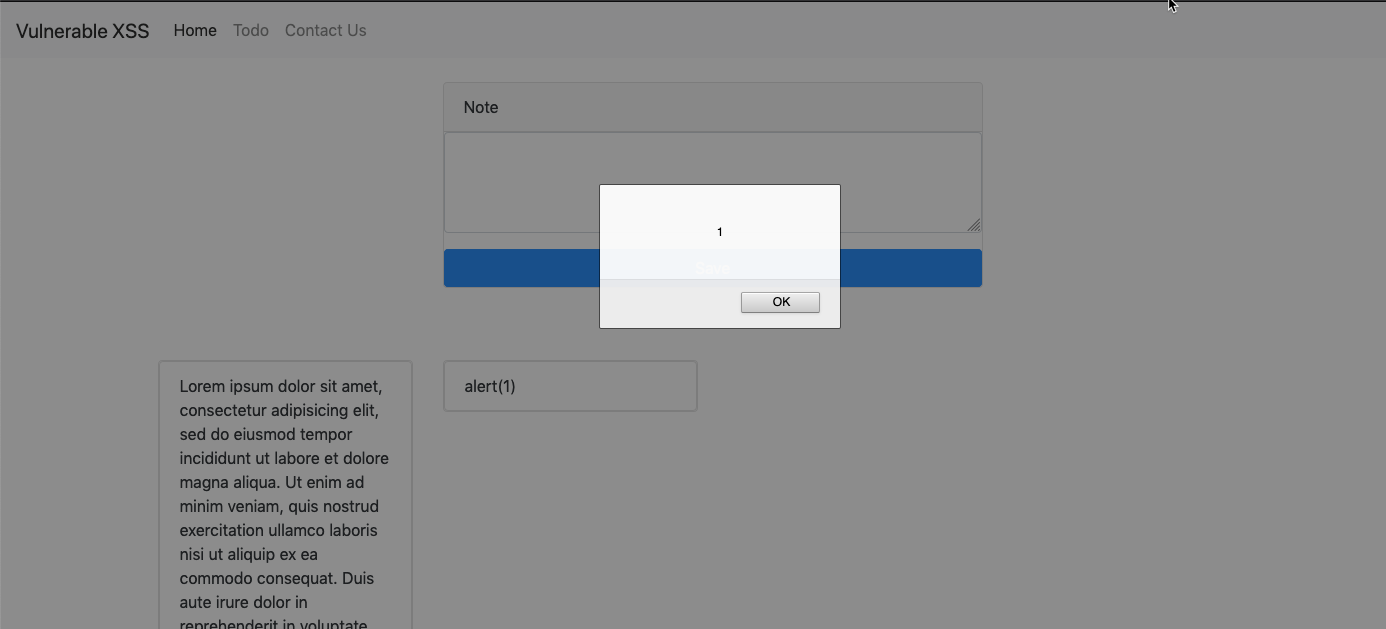 Vulnerable XSS Home Todo Contact Us
Note
1
Save
OK
Lorem ipsum dolor sit amet,
consectetur adipisicing elit,
sed do eiusmod tempor
incididunt ut labore et dolore
magna aliqua. Ut enim ad
minim veniam, quis nostrud
exercitation ullamco laboris
nisi ut aliquip ex ea
commodo consequat. Duis
aute irure dolor in
reprehenderit in voluptate
alert(1)